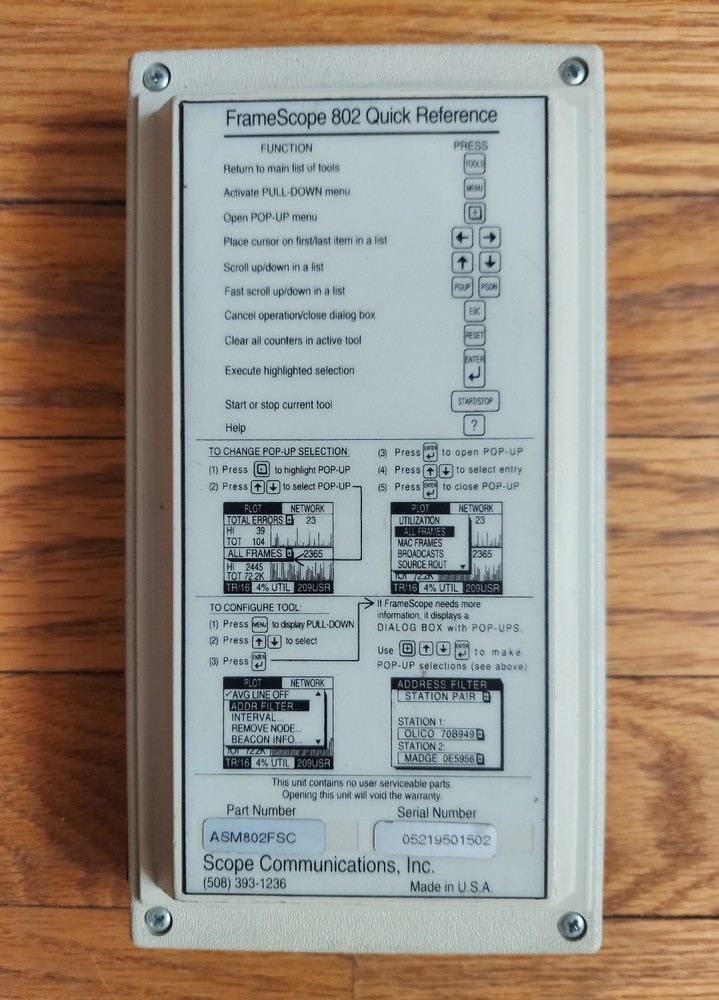 FrameScope 802 Quick Reference
FUNCTION PRESS
Return to main list of tools TOOLS
Activate PULL-DOWN menu MENU
Open POP-UP menu
Place cursor on first/last item in a list ← →
Scroll up/down in a list ↑ ↓
Fast scroll up/down in a list PGUP PGDN
Cancel operation/close dialog box ESC
Clear all counters in active tool RESET
Execute highlighted selection ENTER ↵
Start or stop current tool START/STOP
Help ?
TO CHANGE POP-UP SELECTION:
(1) Press to highlight POP-UP
(2) Press ↑ ↓ to select POP-UP
(3) Press ENTER ↵ to open POP-UP
(4) Press ↑ ↓ to select entry
(5) Press ENTER ↵ to close POP-UP
PLOT NETWORK
TOTAL ERRORS 23
HI 39
TOT 104
ALL FRAMES 2365
HI 2445
TOT 72.2K
TR/16 4% UTIL 209USR
PLOT NETWORK
UTILIZATION 23
ALL FRAMES
MAC FRAMES
BROADCASTS 2365
SOURCE ROUT
TOT 72.2K
TR/16 4% UTIL 209USR
TO CONFIGURE TOOL:
(1) Press MENU to display PULL-DOWN
(2) Press ↑ ↓ to select
(3) Press ENTER ↵
If FrameScope needs more
information, it displays a
DIALOG BOX with POP-UPS.
Use ↑ ↓ ENTER ↵ to make
POP-UP selections (see above)
PLOT NETWORK
✓AVG LINE OFF
ADDR FILTER...
INTERVAL...
REMOVE NODE...
BEACON INFO...
TOT 72.2K
TR/16 4% UTIL 209USR
ADDRESS FILTER
STATION PAIR
STATION 1:
OLICO 70B949
STATION 2:
MADGE 0E5956
This unit contains no user serviceable parts.
Opening this unit will void the warranty.
Part Number Serial Number
ASM802FSC 05219501502
Scope Communications, Inc.
(508) 393-1236 Made in U.S.A.